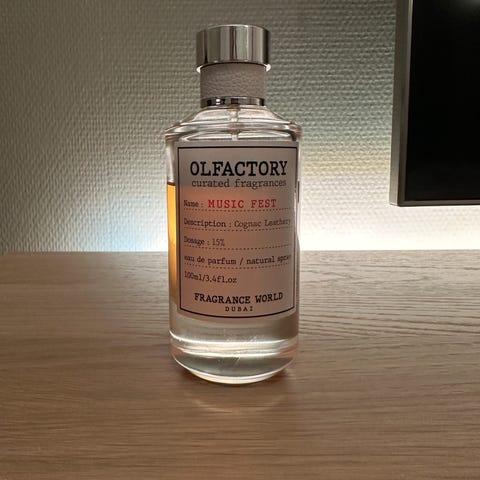 OLFACTORY
curated fragrances
Name : MUSIC FEST
Description : Cognac Leathery
Dosage : 15%
eau de parfum / natural spray
100ml/3.4fl.oz
FRAGRANCE WORLD
DUBAI